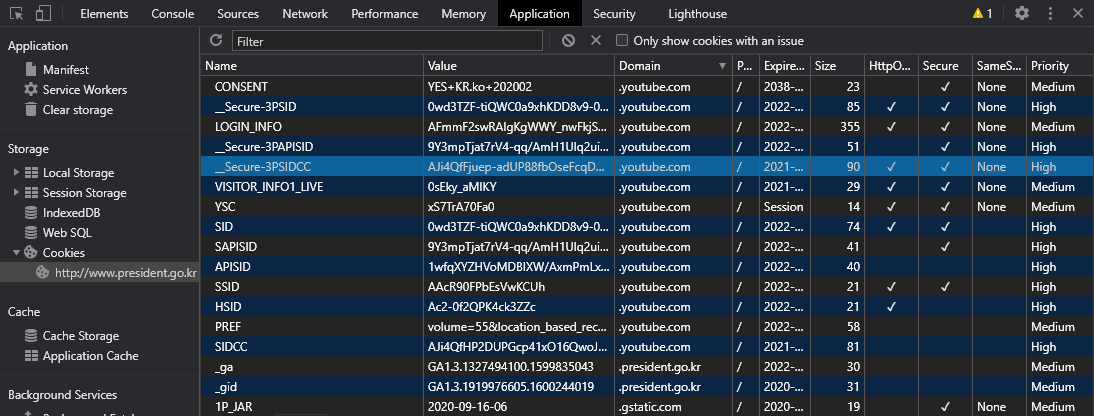 Elements Console Sources Network Performance Memory Application Security Lighthouse 1
Application
Manifest
Service Workers
Clear storage
Storage
Local Storage
Session Storage
IndexedDB
Web SQL
Cookies
http://www.president.go.kr
Cache
Cache Storage
Application Cache
Background Services
Filter Only show cookies with an issue
Name Value Domain P... Expire... Size HttpO... Secure SameS... Priority
CONSENT YES+KR.ko+202002 .youtube.com / 2038-... 23 ✓ None Medium
__Secure-3PSID 0wd3TZF-tiQWC0a9xhKDD8v9-0... .youtube.com / 2022-... 85 ✓ ✓ None High
LOGIN_INFO AFmmF2swRAIgKgWWY_nwFkjS... .youtube.com / 2022-... 355 ✓ ✓ None Medium
__Secure-3PAPISID 9Y3mpTjat7rV4-qq/AmH1UIq2ui... .youtube.com / 2022-... 51 ✓ None High
__Secure-3PSIDCC AJi4QfFjuep-adUP88fbOseFcqD... .youtube.com / 2021-... 90 ✓ ✓ None High
VISITOR_INFO1_LIVE 0sEky_aMIKY .youtube.com / 2021-... 29 ✓ ✓ None Medium
YSC xS7TrA70Fa0 .youtube.com / Session 14 ✓ ✓ None Medium
SID 0wd3TZF-tiQWC0a9xhKDD8v9-0... .youtube.com / 2022-... 74 ✓ ✓ High
SAPISID 9Y3mpTjat7rV4-qq/AmH1UIq2ui... .youtube.com / 2022-... 41 ✓ High
APISID 1wfqXYZHVoMDBIXW/AxmPmLx... .youtube.com / 2022-... 40 High
SSID AAcR90FPbEsVwKCUh .youtube.com / 2022-... 21 ✓ ✓ High
HSID Ac2-0f2QPK4ck3ZZc .youtube.com / 2022-... 21 ✓ High
PREF volume=55&location_based_rec... .youtube.com / 2022-... 58 Medium
SIDCC AJi4QfHP2DUPGcp41xO16QwoJ... .youtube.com / 2021-... 81 High
_ga GA1.3.1327494100.1599835043 .president.go.kr / 2022-... 30 Medium
_gid GA1.3.1919976605.1600244019 .president.go.kr / 2020-... 31 Medium
1P_JAR 2020-09-16-06 .gstatic.com / 2020-... 19 ✓ None Medium